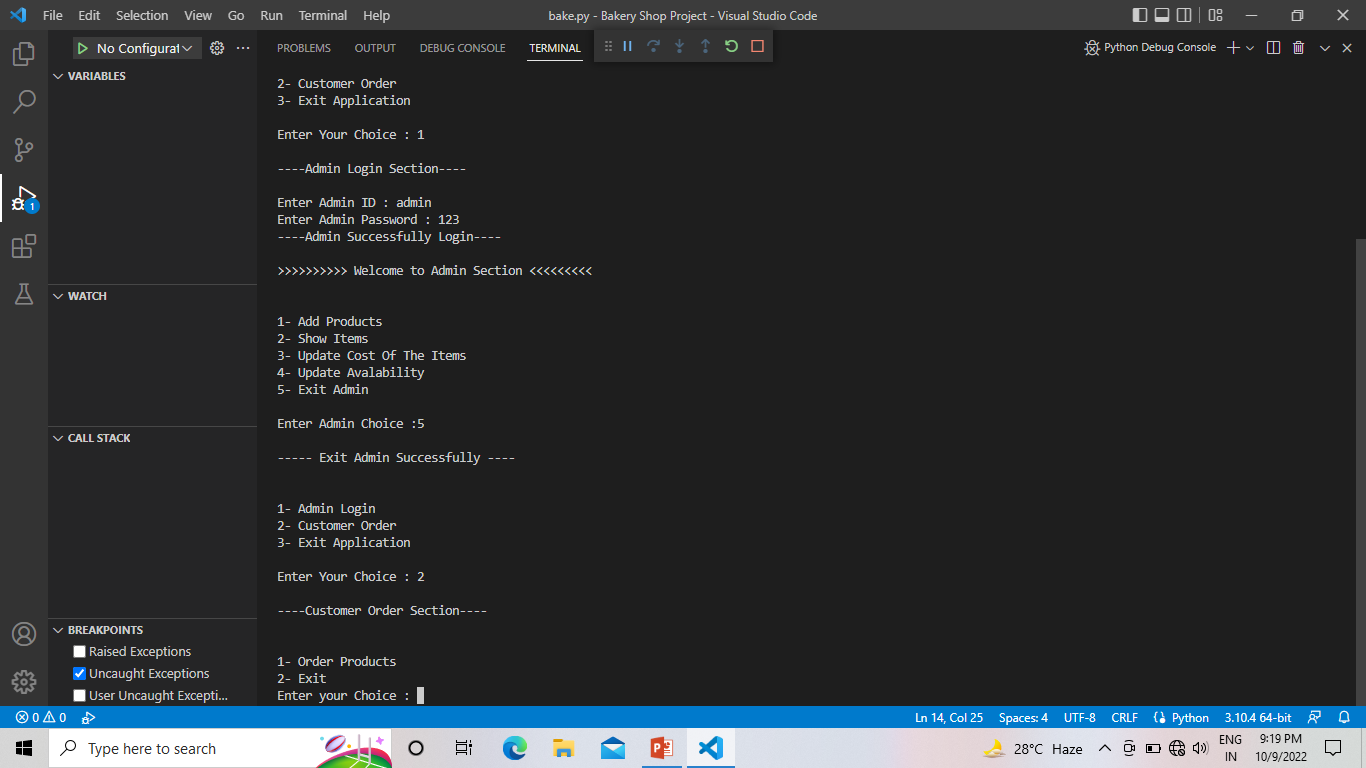 File Edit Selection View Go Run Terminal Help
bake.py - Bakery Shop Project - Visual Studio Code
No Configurat
PROBLEMS OUTPUT DEBUG CONSOLE TERMINAL
Python Debug Console
VARIABLES
WATCH
CALL STACK
BREAKPOINTS
Raised Exceptions
Uncaught Exceptions
User Uncaught Excepti...
1
2- Customer Order
3- Exit Application
Enter Your Choice : 1
----Admin Login Section----
Enter Admin ID : admin
Enter Admin Password : 123
----Admin Successfully Login----
>>>>>>>>>> Welcome to Admin Section <<<<<<<<<
1- Add Products
2- Show Items
3- Update Cost Of The Items
4- Update Avalability
5- Exit Admin
Enter Admin Choice :5
----- Exit Admin Successfully ----
1- Admin Login
2- Customer Order
3- Exit Application
Enter Your Choice : 2
----Customer Order Section----
1- Order Products
2- Exit
Enter your Choice :
0 0
Ln 14, Col 25 Spaces: 4 UTF-8 CRLF Python 3.10.4 64-bit
Type here to search
28°C Haze
ENG
IN
9:19 PM
10/9/2022